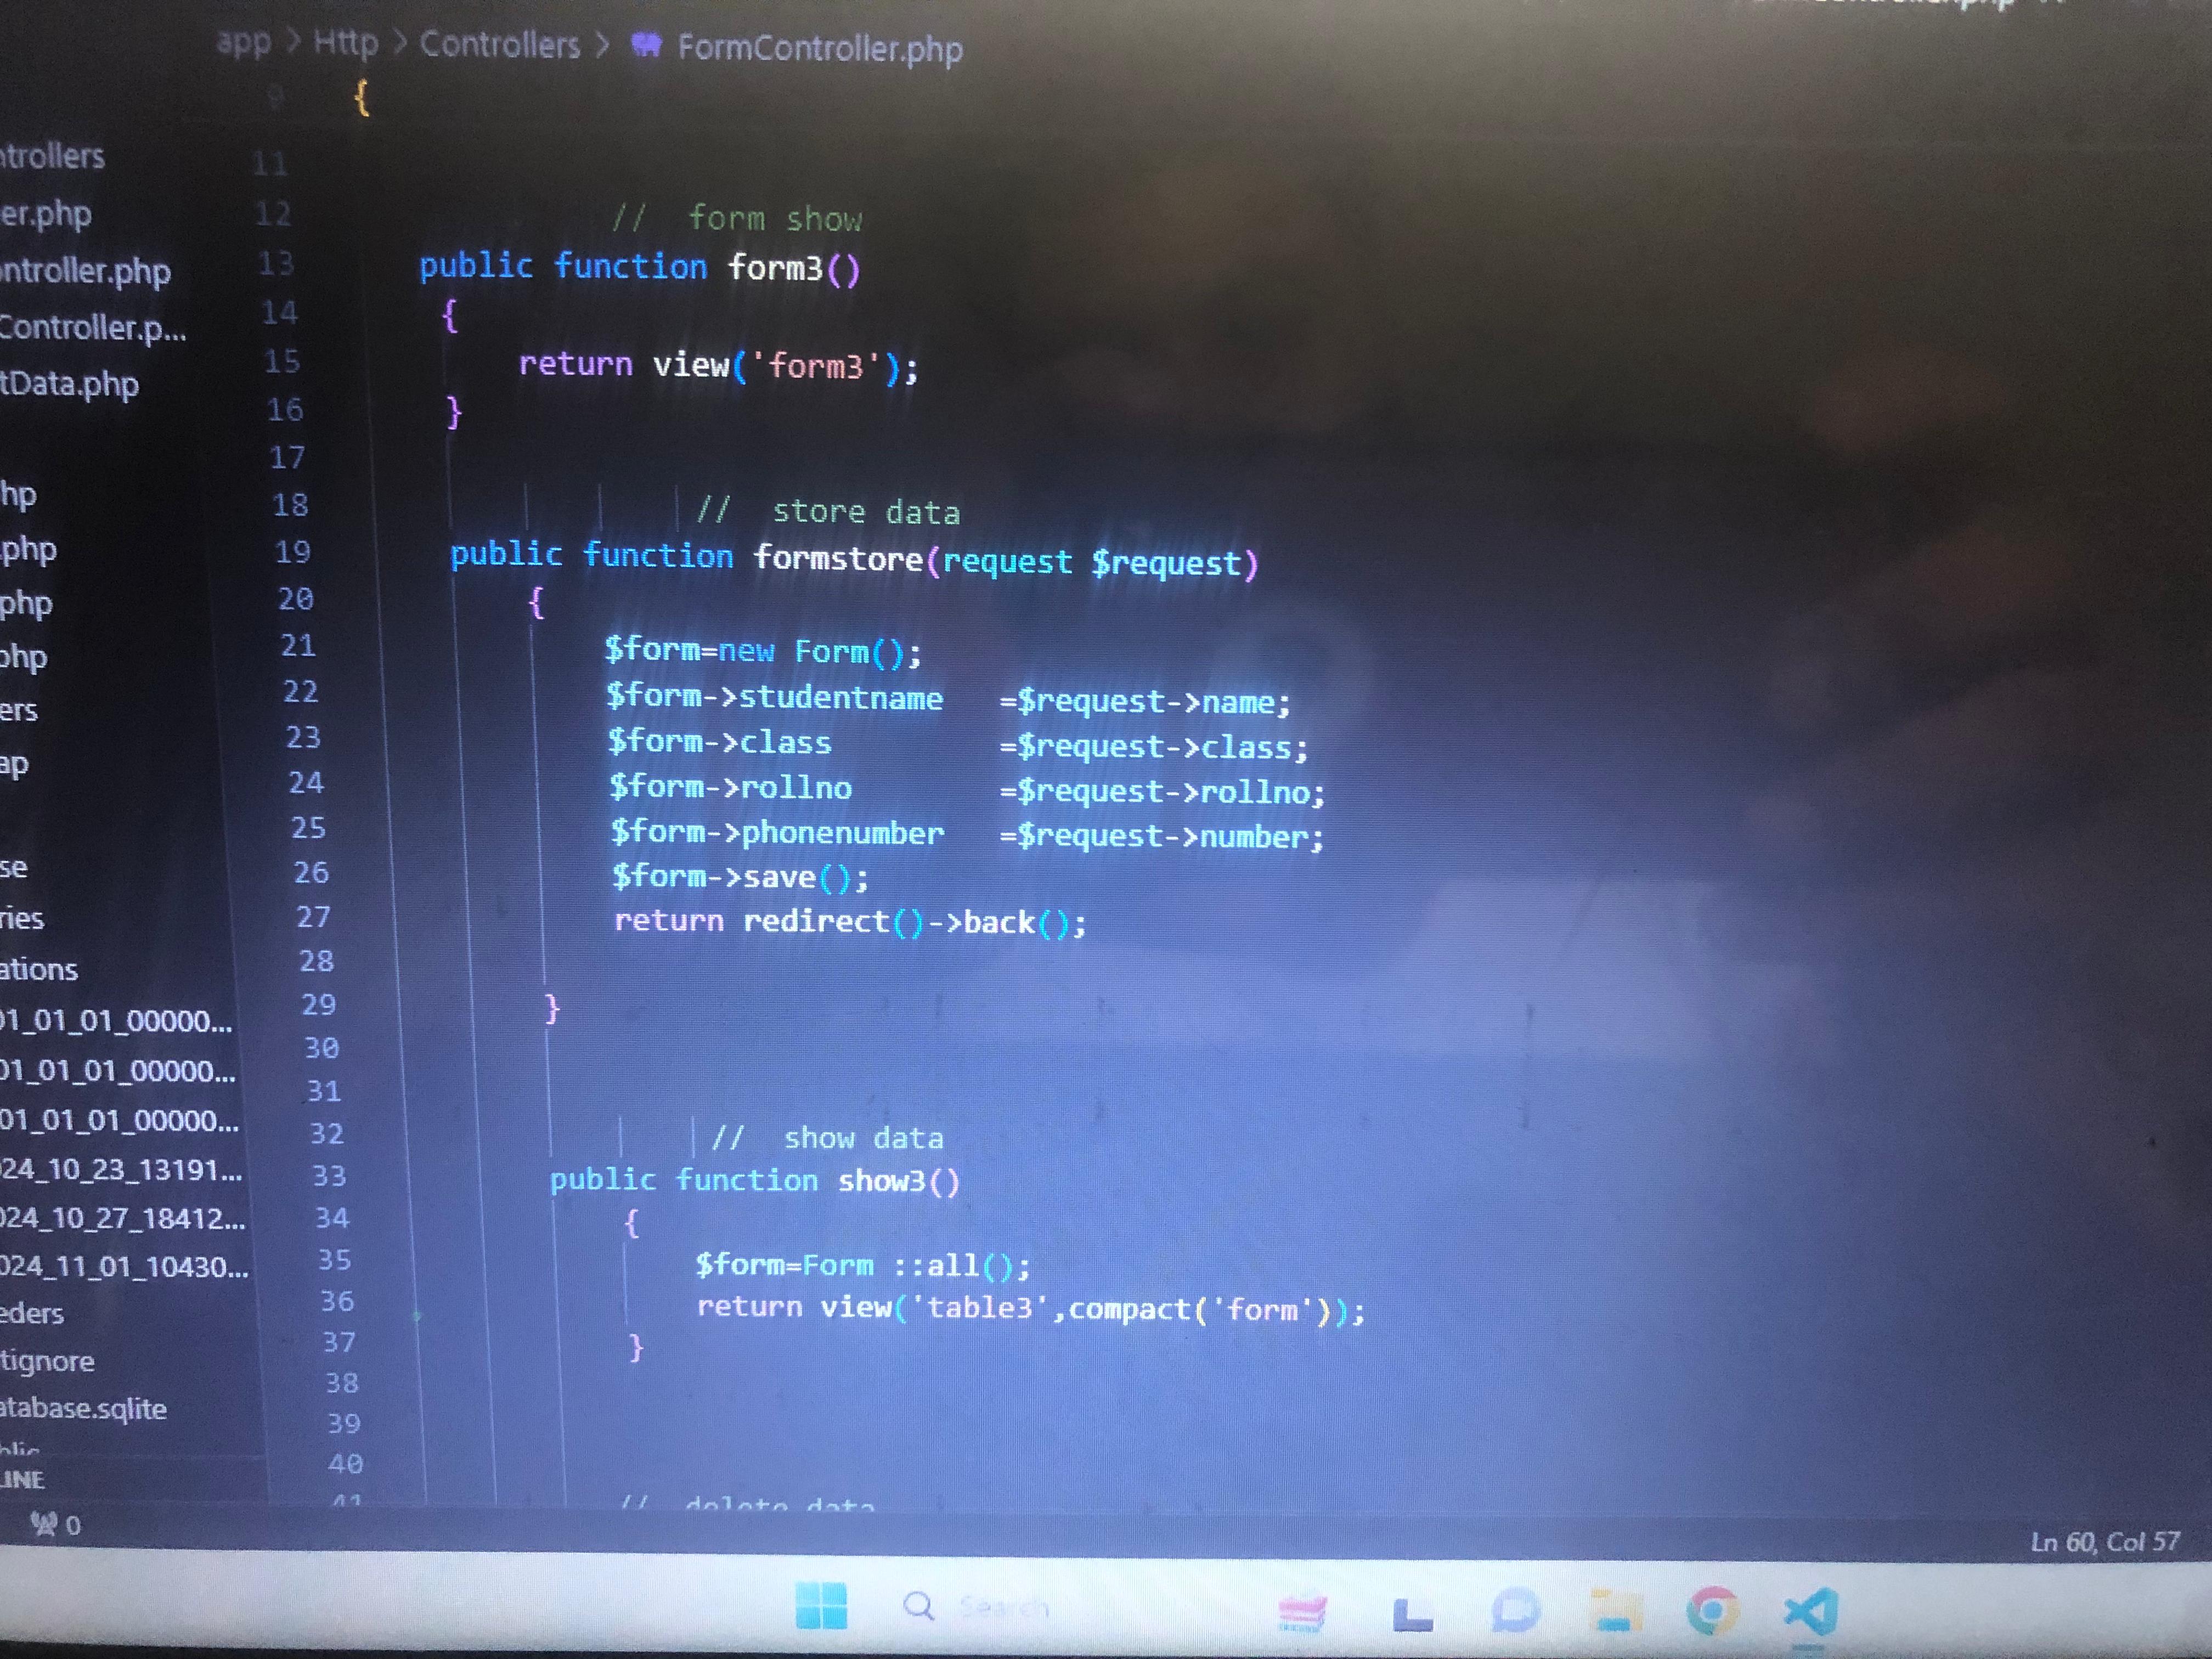 app > Http > Controllers > FormController.php
9 {
ntrollers
11
er.php
12 // form show
ontroller.php
13 public function form3()
Controller.p...
14 {
tData.php
15 return view('form3');
16 }
17
hp
18 // store data
.php
19 public function formstore(request $request)
php
20 {
php
21 $form=new Form();
ers
22 $form->studentname =$request->name;
ap
23 $form->class =$request->class;
24 $form->rollno =$request->rollno;
25 $form->phonenumber =$request->number;
se
26 $form->save();
ries
27 return redirect()->back();
ations
28
01_01_01_00000...
29 }
01_01_01_00000...
30
01_01_01_00000...
31
24_10_23_13191...
32 // show data
024_10_27_18412...
33 public function show3()
024_11_01_10430...
34 {
eders
35 $form=Form ::all();
tignore
36 return view('table3',compact('form'));
atabase.sqlite
37 }
38
39
blic
LINE
40
41 // delete data
0
Ln 60, Col 57
Search